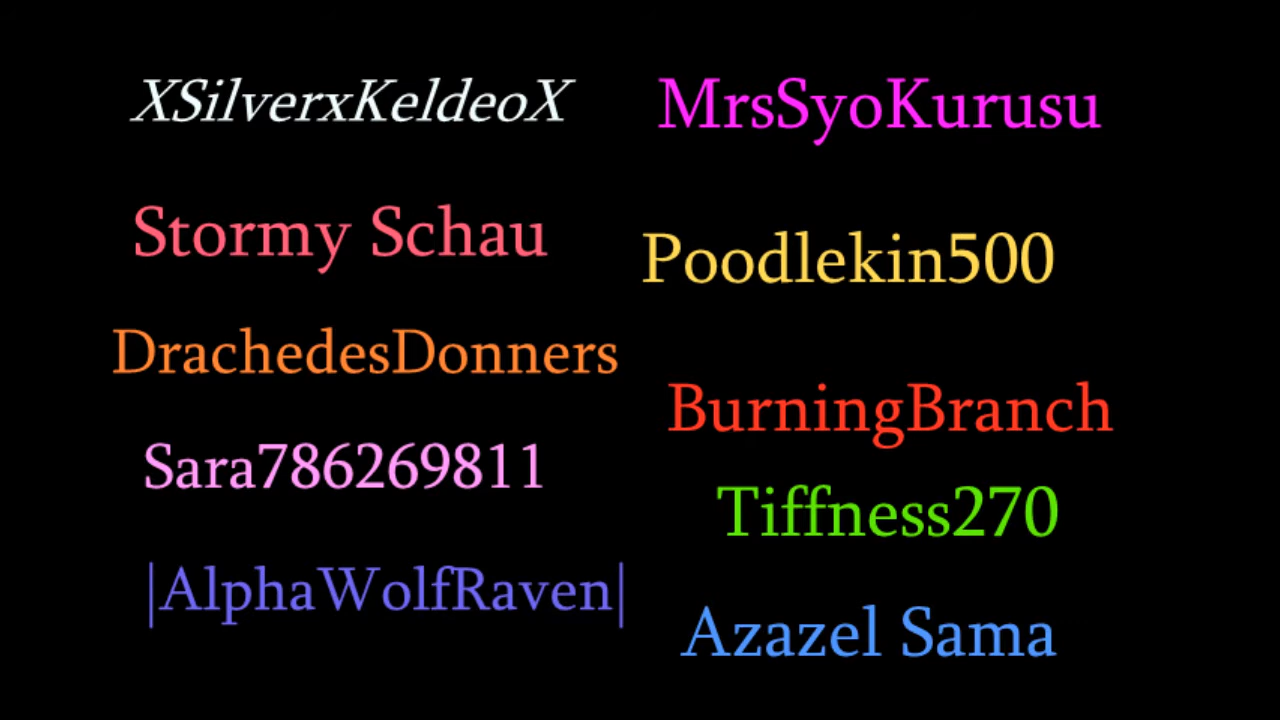 XSilverxKeldeoX
MrsSyoKurusu
Stormy Schau
Poodlekin500
DrachedesDonners
BurningBranch
Sara786269811
Tiffness270
|AlphaWolfRaven|
Azazel Sama